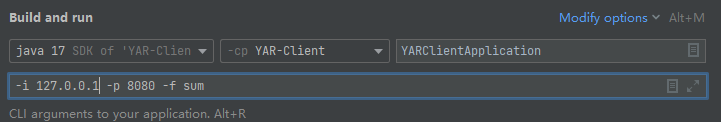 Build and run
Modify options Alt+M
java 17 SDK of 'YAR-Clien -cp YAR-Client YARClientApplication
-i 127.0.0.1 -p 8080 -f sum
CLI arguments to your application. Alt+R